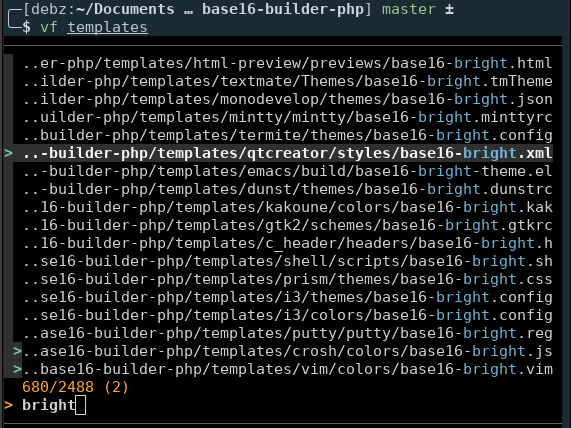 ┌─[debz:~/Documents … base16-builder-php] master ±
└─$ vf templates
..er-php/templates/html-preview/previews/base16-bright.html
..ilder-php/templates/textmate/Themes/base16-bright.tmTheme
..ilder-php/templates/monodevelop/themes/base16-bright.json
..uilder-php/templates/mintty/mintty/base16-bright.minttyrc
..builder-php/templates/termite/themes/base16-bright.config
> ..-builder-php/templates/qtcreator/styles/base16-bright.xml
..-builder-php/templates/emacs/build/base16-bright-theme.el
..-builder-php/templates/dunst/themes/base16-bright.dunstrc
..16-builder-php/templates/kakoune/colors/base16-bright.kak
..16-builder-php/templates/gtk2/schemes/base16-bright.gtkrc
..16-builder-php/templates/c_header/headers/base16-bright.h
..se16-builder-php/templates/shell/scripts/base16-bright.sh
..se16-builder-php/templates/prism/themes/base16-bright.css
..se16-builder-php/templates/i3/themes/base16-bright.config
..se16-builder-php/templates/i3/colors/base16-bright.config
..ase16-builder-php/templates/putty/putty/base16-bright.reg
>..ase16-builder-php/templates/crosh/colors/base16-bright.js
>..base16-builder-php/templates/vim/colors/base16-bright.vim
680/2488 (2)
> bright